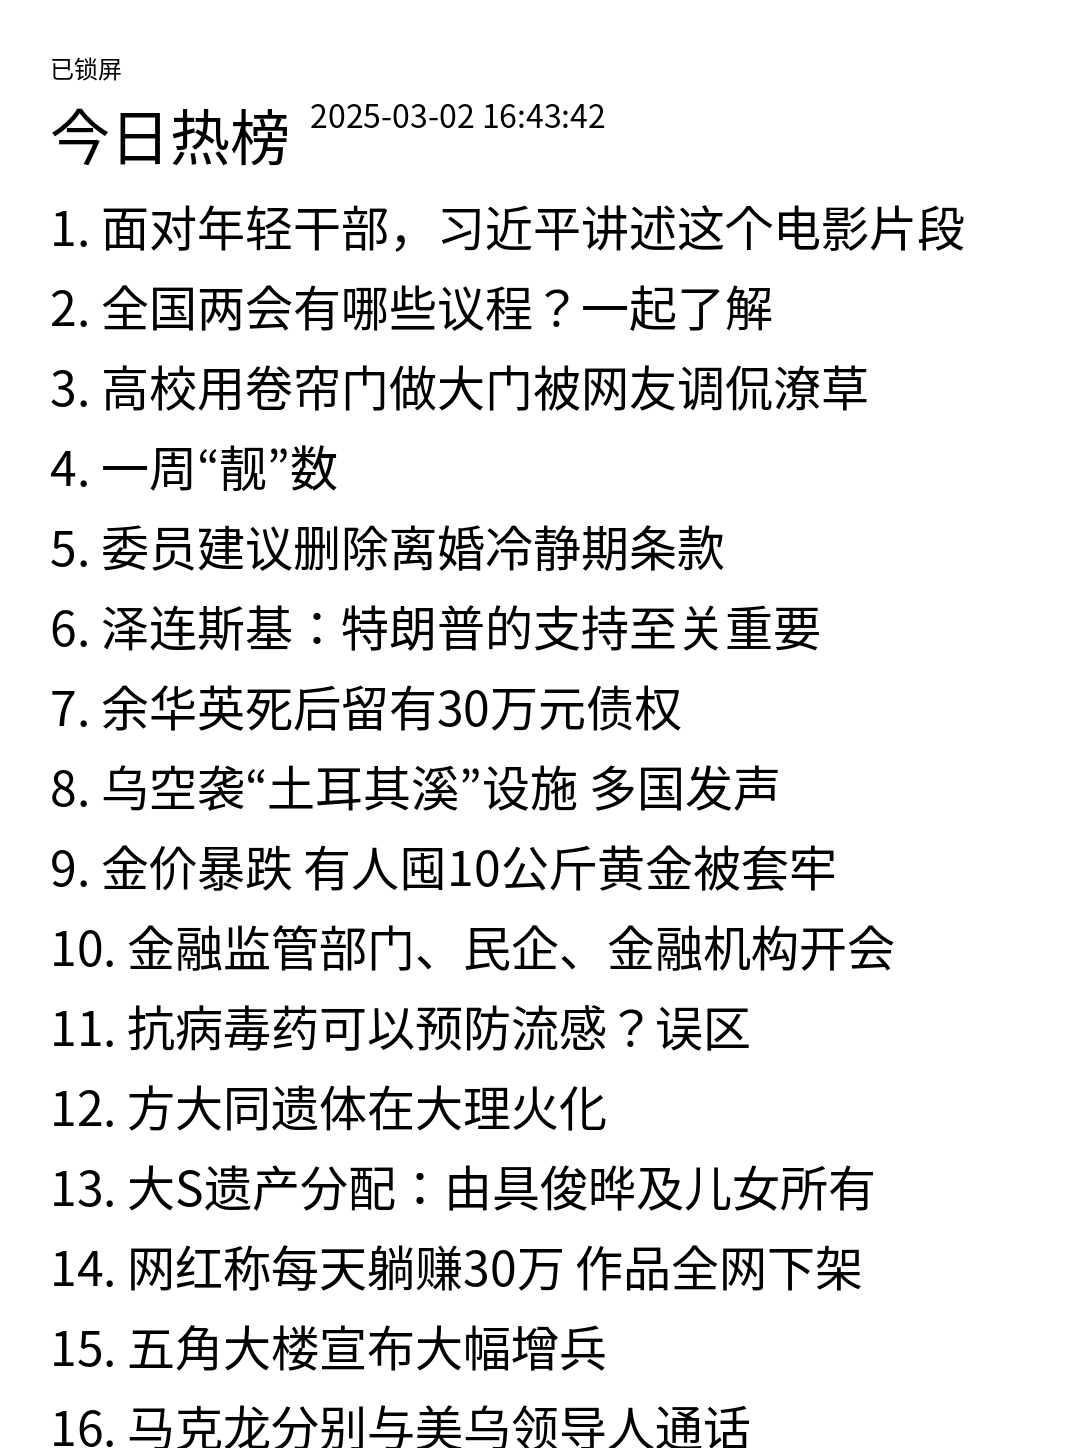 已锁屏
今日热榜 2025-03-02 16:43:42
1. 面对年轻干部，习近平讲述这个电影片段
2. 全国两会有哪些议程？一起了解
3. 高校用卷帘门做大门被网友调侃潦草
4. 一周“靓”数
5. 委员建议删除离婚冷静期条款
6. 泽连斯基：特朗普的支持至关重要
7. 余华英死后留有30万元债权
8. 乌空袭“土耳其溪”设施 多国发声
9. 金价暴跌 有人囤10公斤黄金被套牢
10. 金融监管部门、民企、金融机构开会
11. 抗病毒药可以预防流感？误区
12. 方大同遗体在大理火化
13. 大S遗产分配：由具俊晔及儿女所有
14. 网红称每天躺赚30万 作品全网下架
15. 五角大楼宣布大幅增兵
16. 马克龙分别与美乌领导人通话